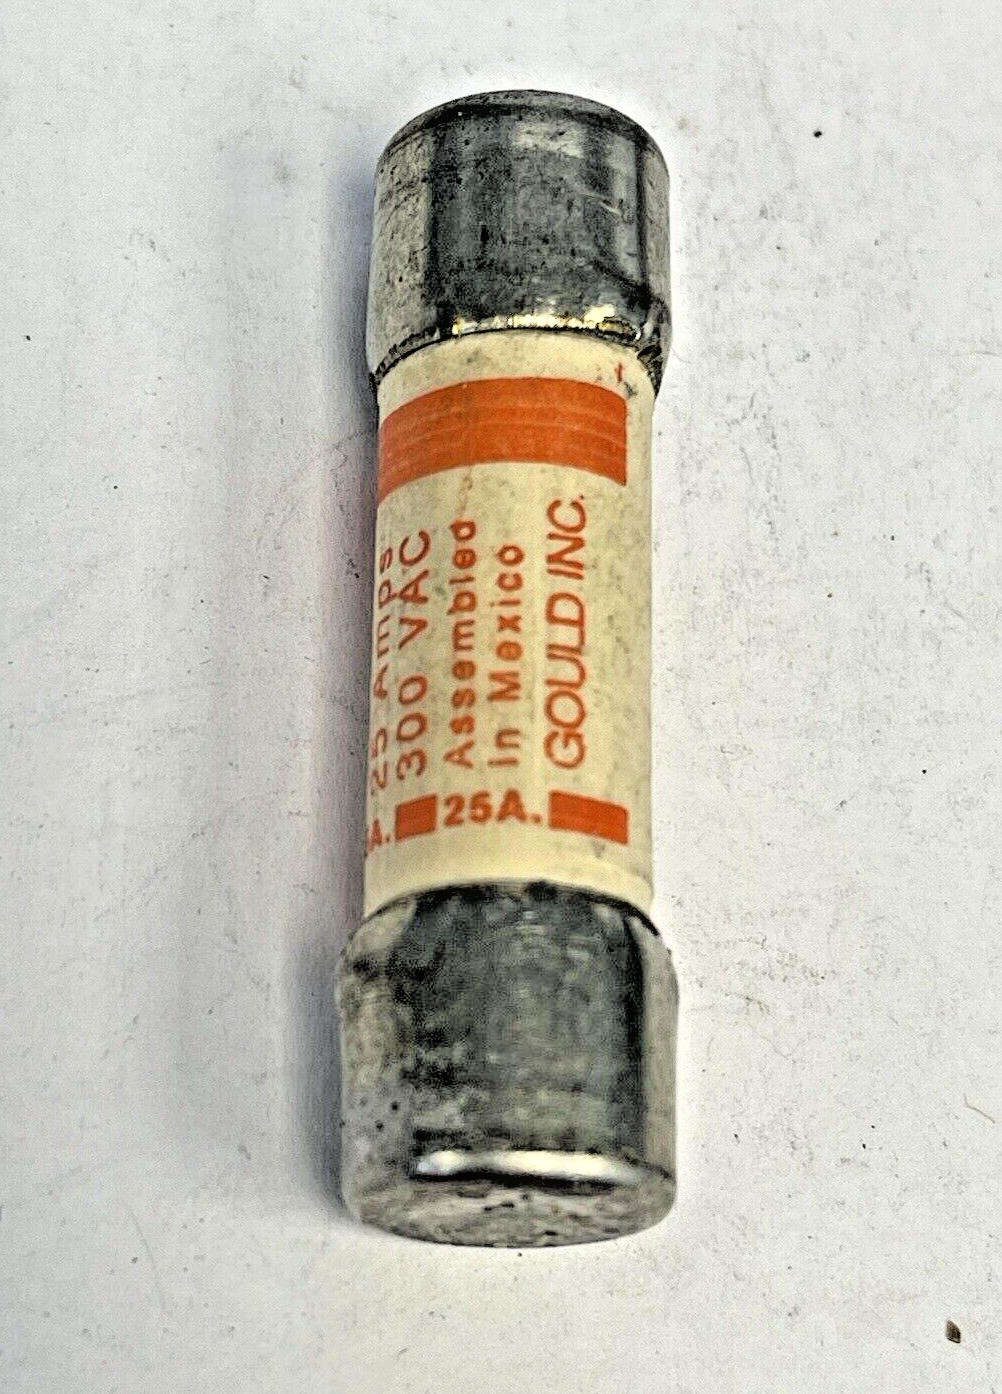 25 Amps
300 VAC
Assembled
in Mexico
GOULD INC.
A.
25A.